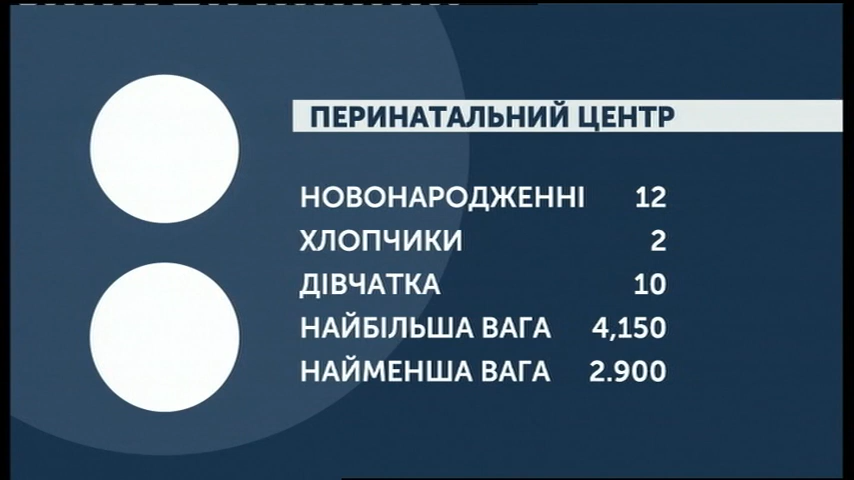 ПЕРИНАТАЛЬНИЙ ЦЕНТР
НОВОНАРОДЖЕННІ 12
ХЛОПЧИКИ 2
ДІВЧАТКА 10
НАЙБІЛЬША ВАГА 4,150
НАЙМЕНША ВАГА 2.900